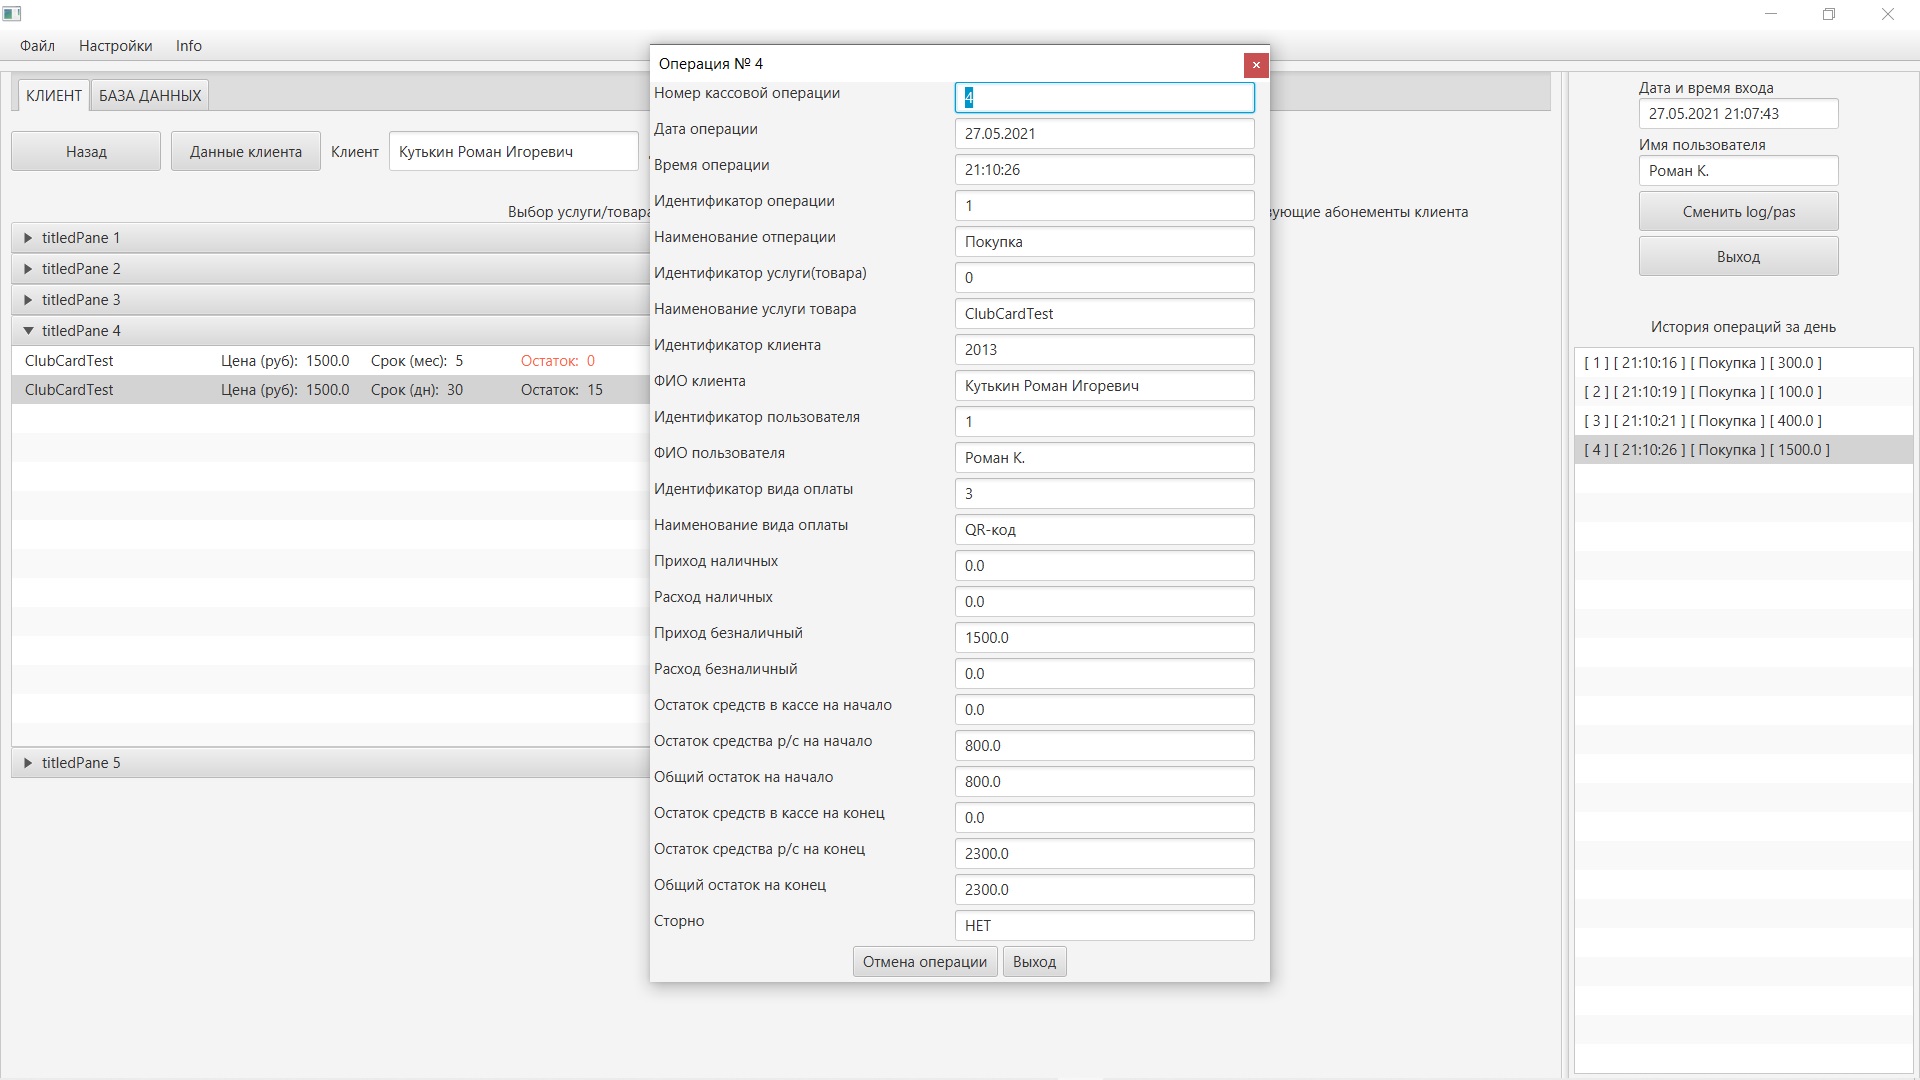 Файл Настройки Info
КЛИЕНТ БАЗА ДАННЫХ
Назад Данные клиента Клиент Кутькин Роман Игоревич
Выбор услуги/товара
вующие абонементы клиента
titledPane 1
titledPane 2
titledPane 3
titledPane 4
ClubCardTest Цена (руб): 1500.0 Срок (мес): 5 Остаток: 0
ClubCardTest Цена (руб): 1500.0 Срок (дн): 30 Остаток: 15
titledPane 5
Операция № 4
Номер кассовой операции 4
Дата операции 27.05.2021
Время операции 21:10:26
Идентификатор операции 1
Наименование отперации Покупка
Идентификатор услуги(товара) 0
Наименование услуги товара ClubCardTest
Идентификатор клиента 2013
ФИО клиента Кутькин Роман Игоревич
Идентификатор пользователя 1
ФИО пользователя Роман К.
Идентификатор вида оплаты 3
Наименование вида оплаты QR-код
Приход наличных 0.0
Расход наличных 0.0
Приход безналичный 1500.0
Расход безналичный 0.0
Остаток средств в кассе на начало 0.0
Остаток средства р/с на начало 800.0
Общий остаток на начало 800.0
Остаток средств в кассе на конец 0.0
Остаток средства р/с на конец 2300.0
Общий остаток на конец 2300.0
Сторно НЕТ
Отмена операции Выход
Дата и время входа
27.05.2021 21:07:43
Имя пользователя
Роман К.
Сменить log/pas
Выход
История операций за день
[ 1 ] [ 21:10:16 ] [ Покупка ] [ 300.0 ]
[ 2 ] [ 21:10:19 ] [ Покупка ] [ 100.0 ]
[ 3 ] [ 21:10:21 ] [ Покупка ] [ 400.0 ]
[ 4 ] [ 21:10:26 ] [ Покупка ] [ 1500.0 ]